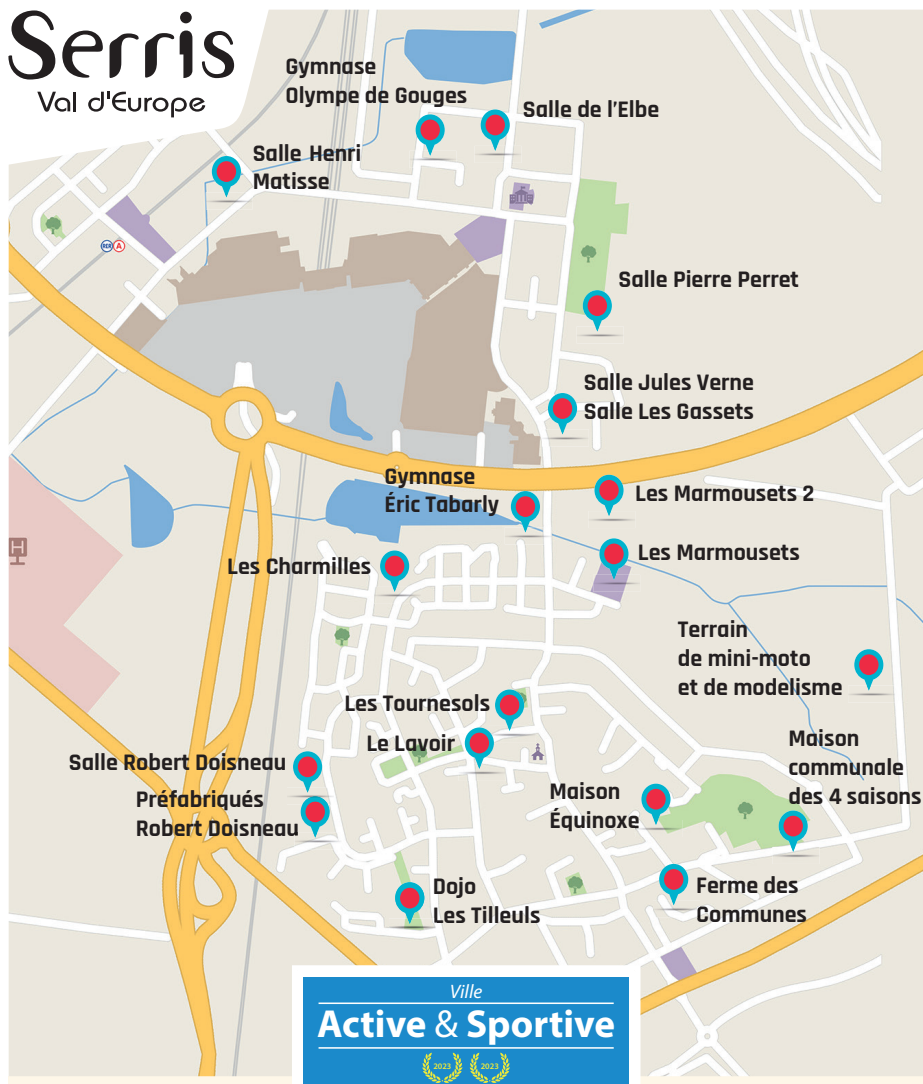 Serris
Val d'Europe
Gymnase
Olympe de Gouges
Salle de l'Elbe
Salle Henri
Matisse
RER A
Salle Pierre Perret
Salle Jules Verne
Salle Les Gassets
Gymnase
Éric Tabarly
Les Marmousets 2
H
Les Charmilles
Les Marmousets
Terrain
de mini-moto
et de modelisme
Les Tournesols
Le Lavoir
Salle Robert Doisneau
Préfabriqués
Robert Doisneau
Maison
communale
des 4 saisons
Maison
Équinoxe
Dojo
Les Tilleuls
Ferme des
Communes
Ville
Active & Sportive
2023 2023